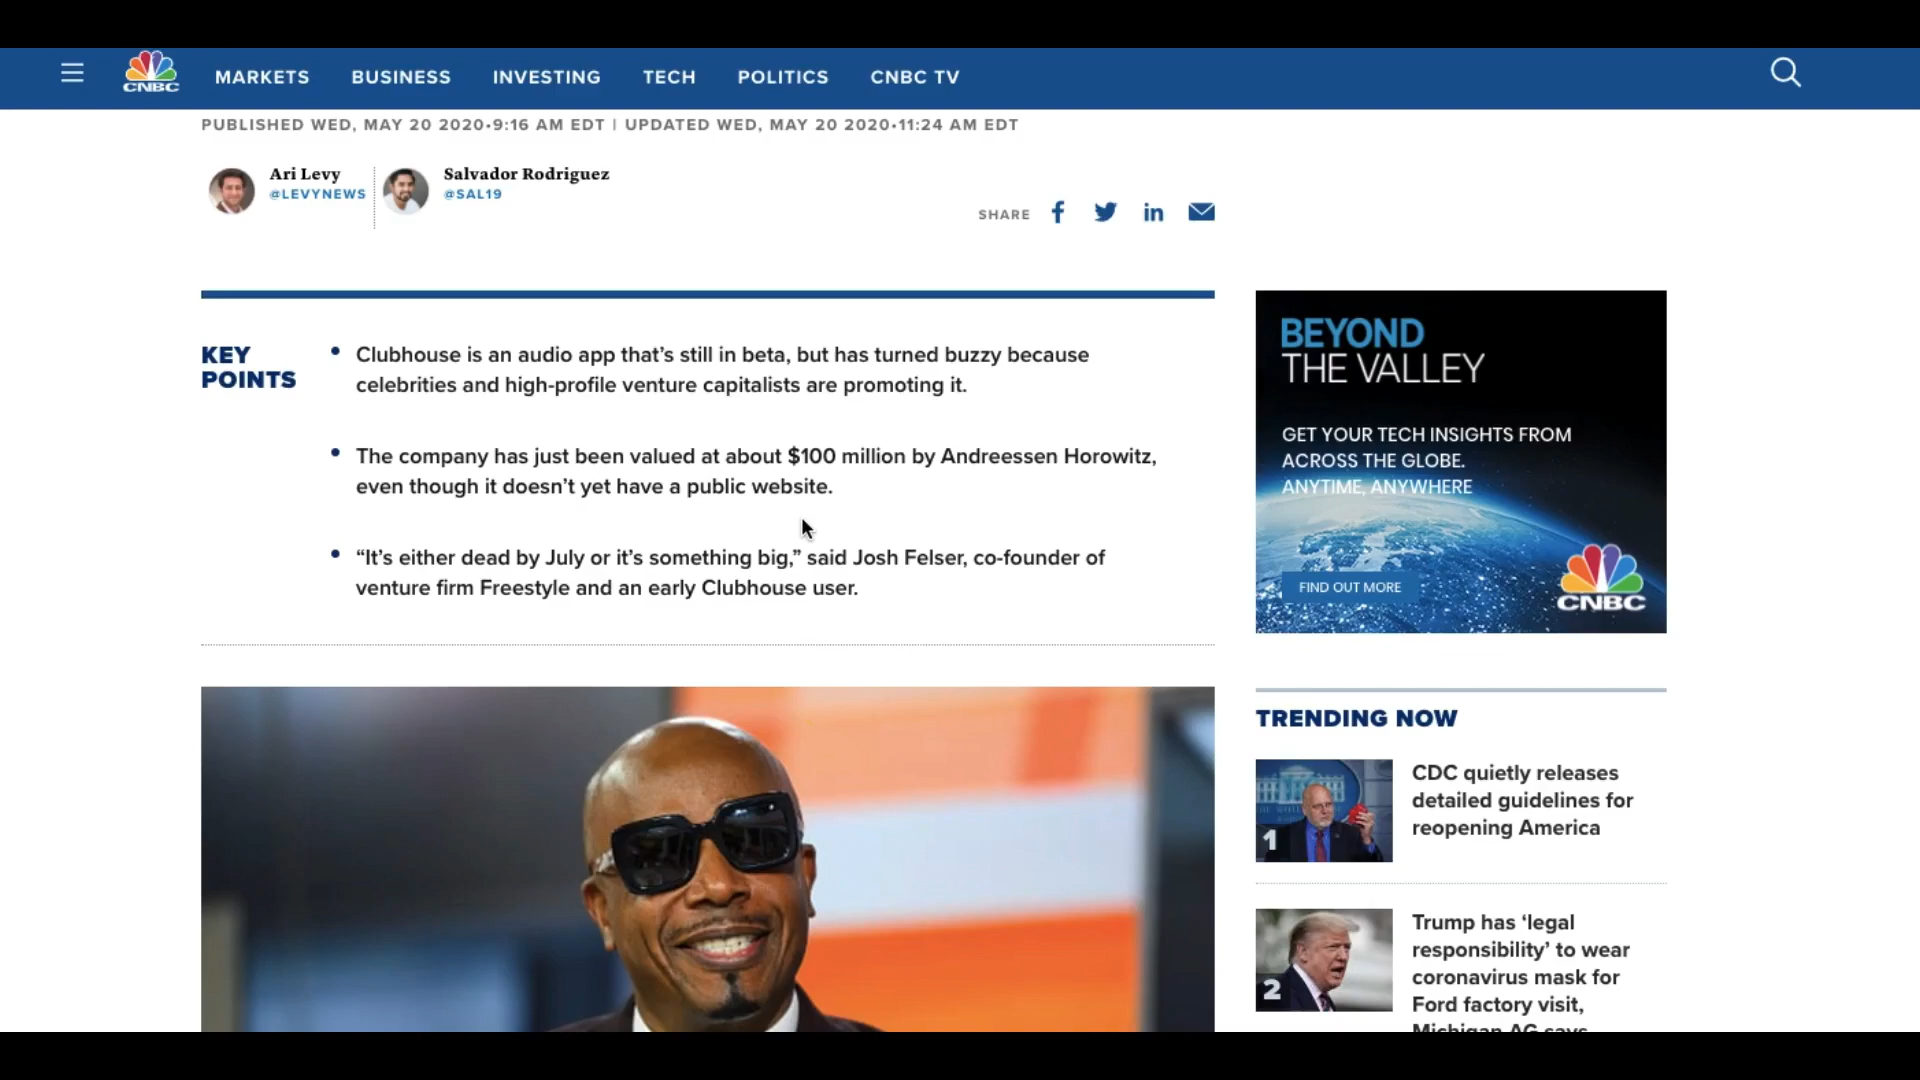 CNBC
MARKETS
BUSINESS
INVESTING
TECH
POLITICS
CNBC TV
PUBLISHED WED, MAY 20 2020•9:16 AM EDT | UPDATED WED, MAY 20 2020•11:24 AM EDT
Ari Levy
@LEVYNEWS
Salvador Rodriguez
@SAL19
SHARE
KEY
POINTS
• Clubhouse is an audio app that’s still in beta, but has turned buzzy because
celebrities and high-profile venture capitalists are promoting it.
• The company has just been valued at about $100 million by Andreessen Horowitz,
even though it doesn’t yet have a public website.
• “It’s either dead by July or it’s something big,” said Josh Felser, co-founder of
venture firm Freestyle and an early Clubhouse user.
BEYOND
THE VALLEY
GET YOUR TECH INSIGHTS FROM
ACROSS THE GLOBE.
ANYTIME, ANYWHERE
FIND OUT MORE
CNBC
TRENDING NOW
1
CDC quietly releases
detailed guidelines for
reopening America
2
Trump has ‘legal
responsibility’ to wear
coronavirus mask for
Ford factory visit,
Michigan AG says